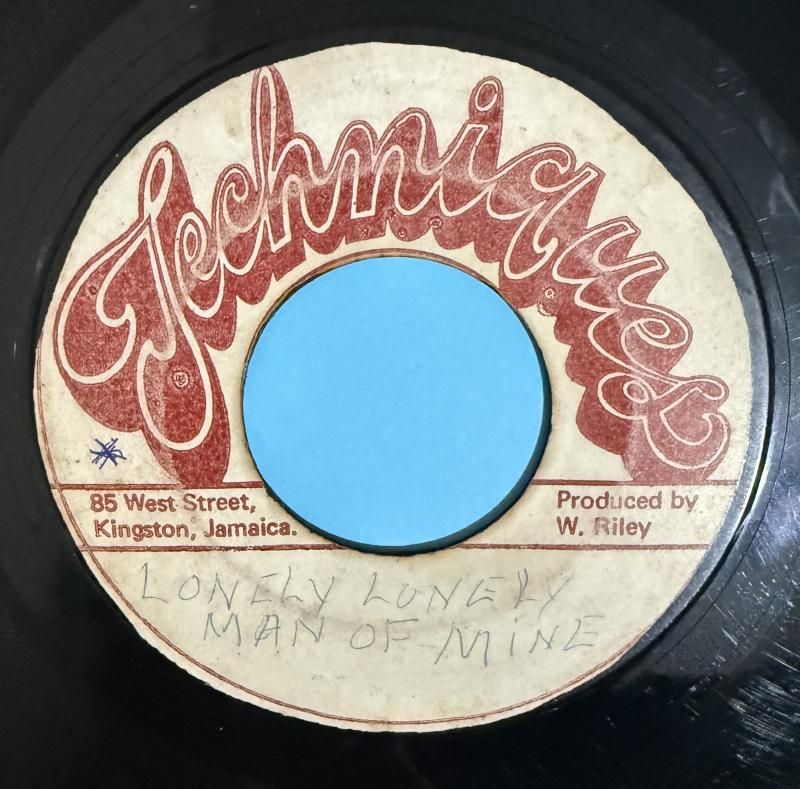 Techniques
85 West Street,
Kingston, Jamaica.
Produced by
W. Riley
LONELY LONELY
MAN OF MINE